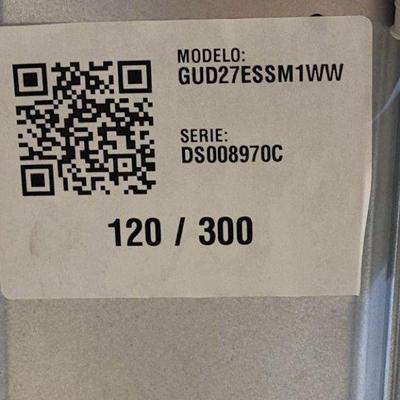 MODELO:
GUD27ESSM1WW
SERIE:
DS008970C
120 / 300